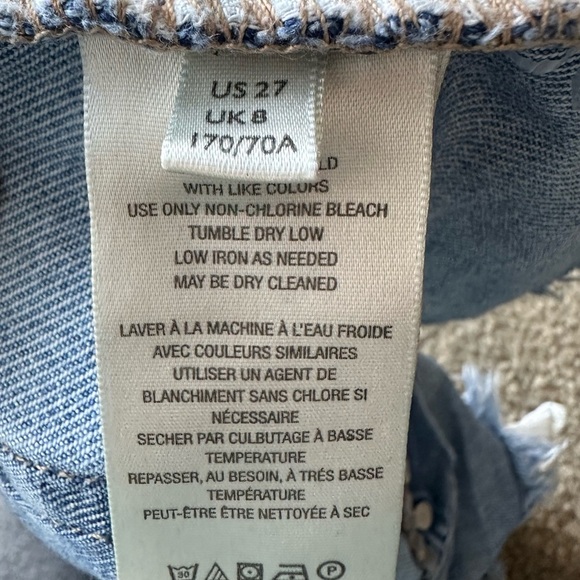 US 27
UK 8
170/70A
LD
WITH LIKE COLORS
USE ONLY NON-CHLORINE BLEACH
TUMBLE DRY LOW
LOW IRON AS NEEDED
MAY BE DRY CLEANED
LAVER À LA MACHINE À L'EAU FROIDE
AVEC COULEURS SIMILAIRES
UTILISER UN AGENT DE
BLANCHIMENT SANS CHLORE SI
NÉCESSAIRE
SECHER PAR CULBUTAGE À BASSE
TEMPERATURE
REPASSER, AU BESOIN, À TRÉS BASSE
TEMPÉRATURE
PEUT-ÊTRE ÊTRE NETTOYÉE À SEC
30